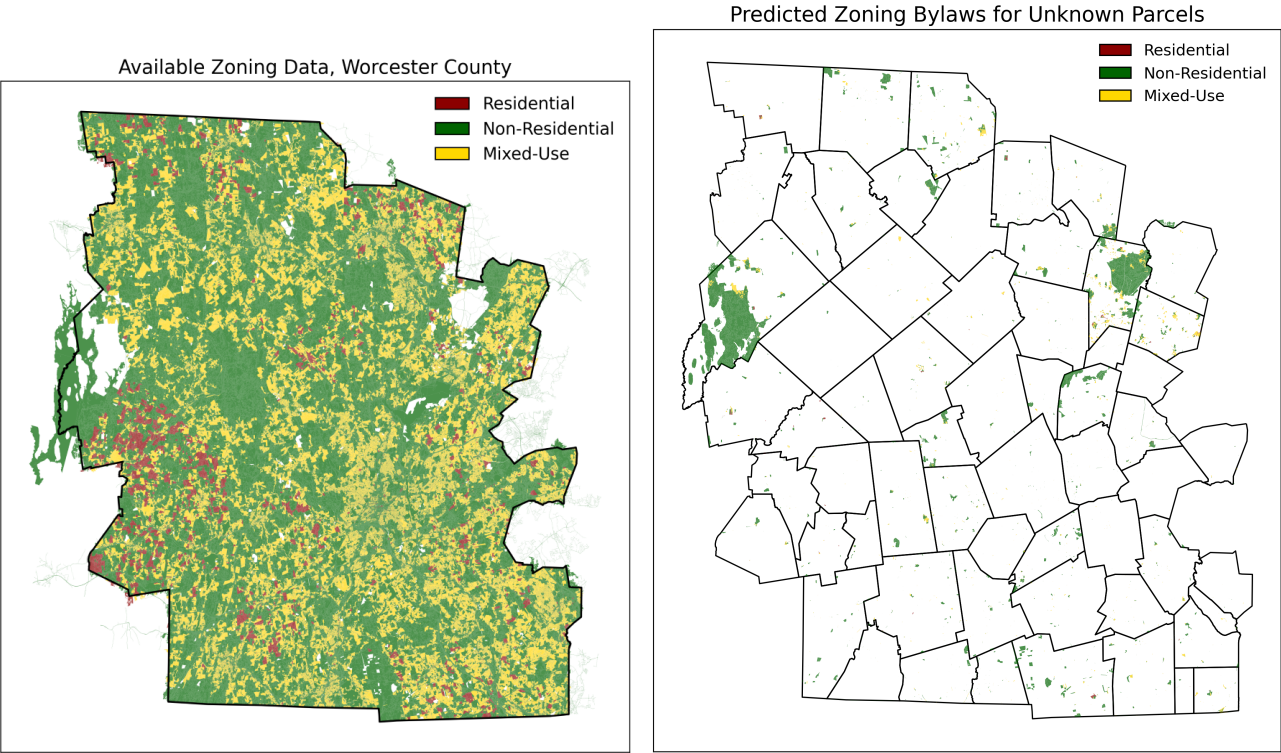 Available Zoning Data, Worcester County
Residential
Non-Residential
Mixed-Use
Predicted Zoning Bylaws for Unknown Parcels
Residential
Non-Residential
Mixed-Use